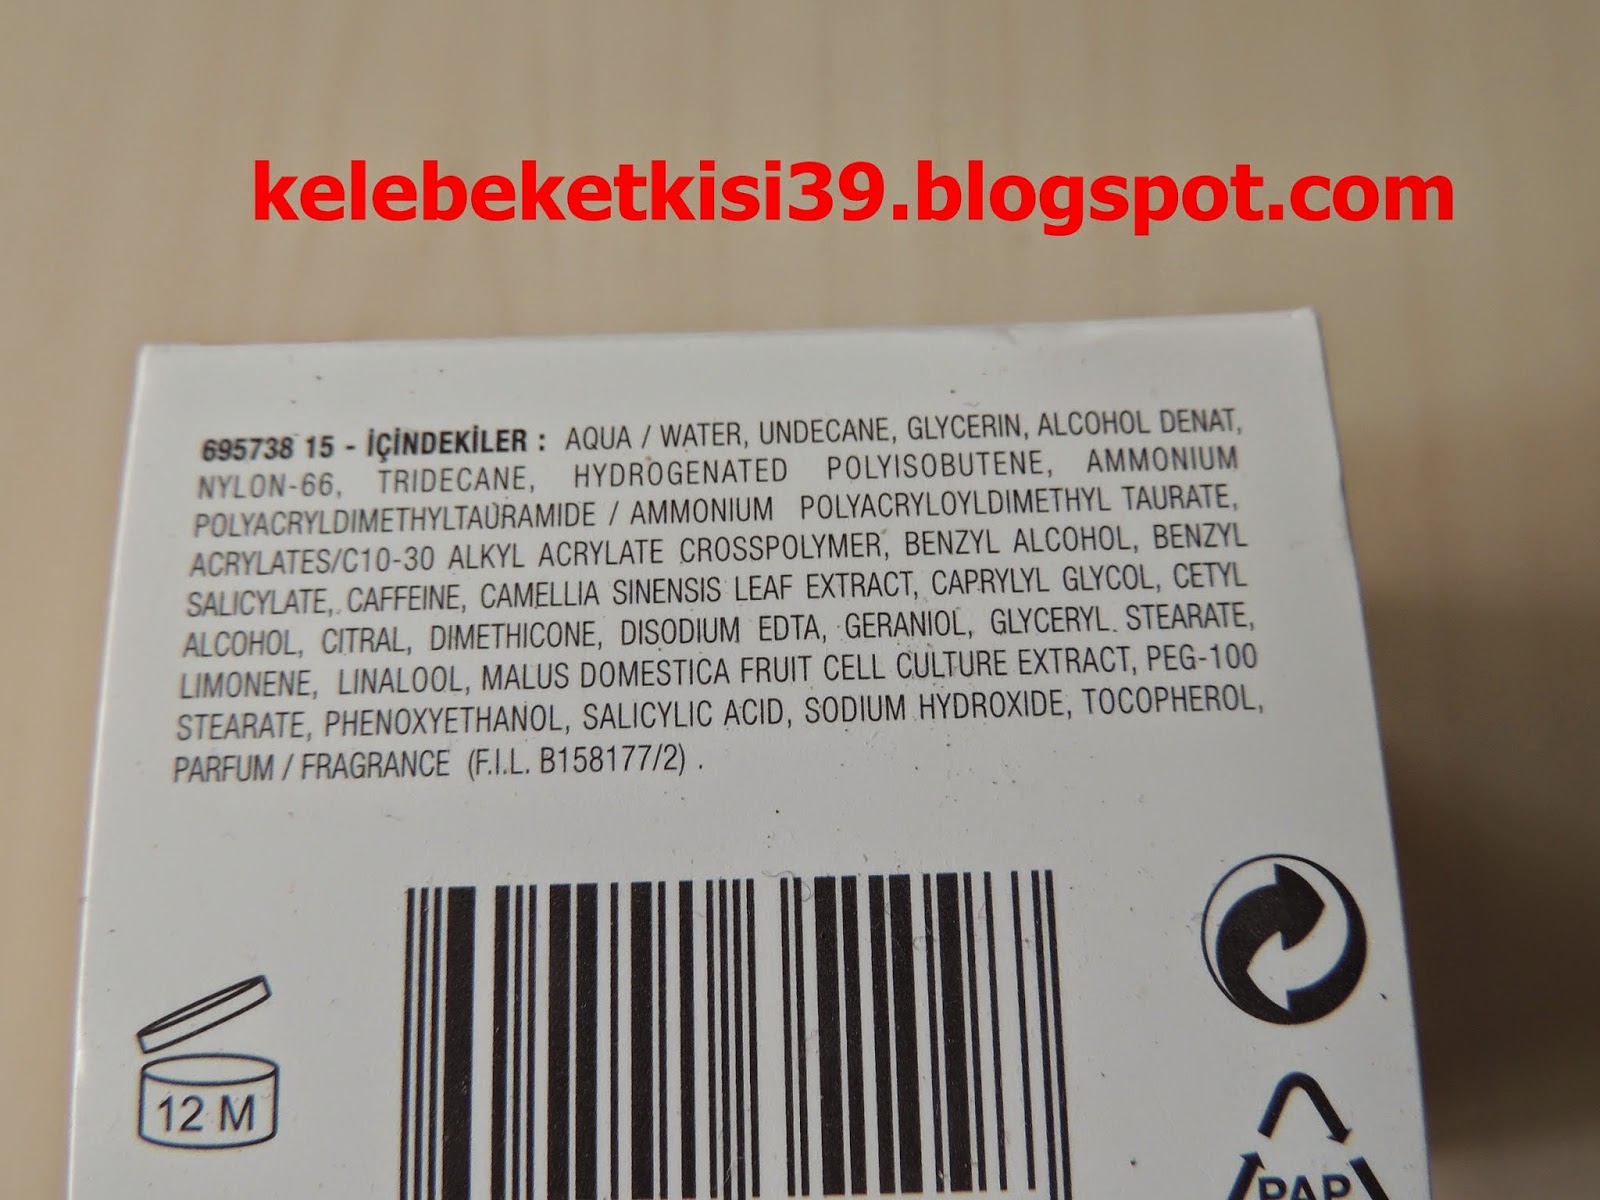 kelebeketkisi39.blogspot.com
695738 15 - İÇİNDEKİLER : AQUA / WATER, UNDECANE, GLYCERIN, ALCOHOL DENAT,
NYLON-66, TRIDECANE, HYDROGENATED POLYISOBUTENE, AMMONIUM
POLYACRYLDIMETHYLTAURAMIDE / AMMONIUM POLYACRYLOYLDIMETHYL TAURATE,
ACRYLATES/C10-30 ALKYL ACRYLATE CROSSPOLYMER, BENZYL ALCOHOL, BENZYL
SALICYLATE, CAFFEINE, CAMELLIA SINENSIS LEAF EXTRACT, CAPRYLYL GLYCOL, CETYL
ALCOHOL, CITRAL, DIMETHICONE, DISODIUM EDTA, GERANIOL, GLYCERYL STEARATE,
LIMONENE, LINALOOL, MALUS DOMESTICA FRUIT CELL CULTURE EXTRACT, PEG-100
STEARATE, PHENOXYETHANOL, SALICYLIC ACID, SODIUM HYDROXIDE, TOCOPHEROL,
PARFUM / FRAGRANCE (F.I.L. B158177/2) .
12 M
PAP